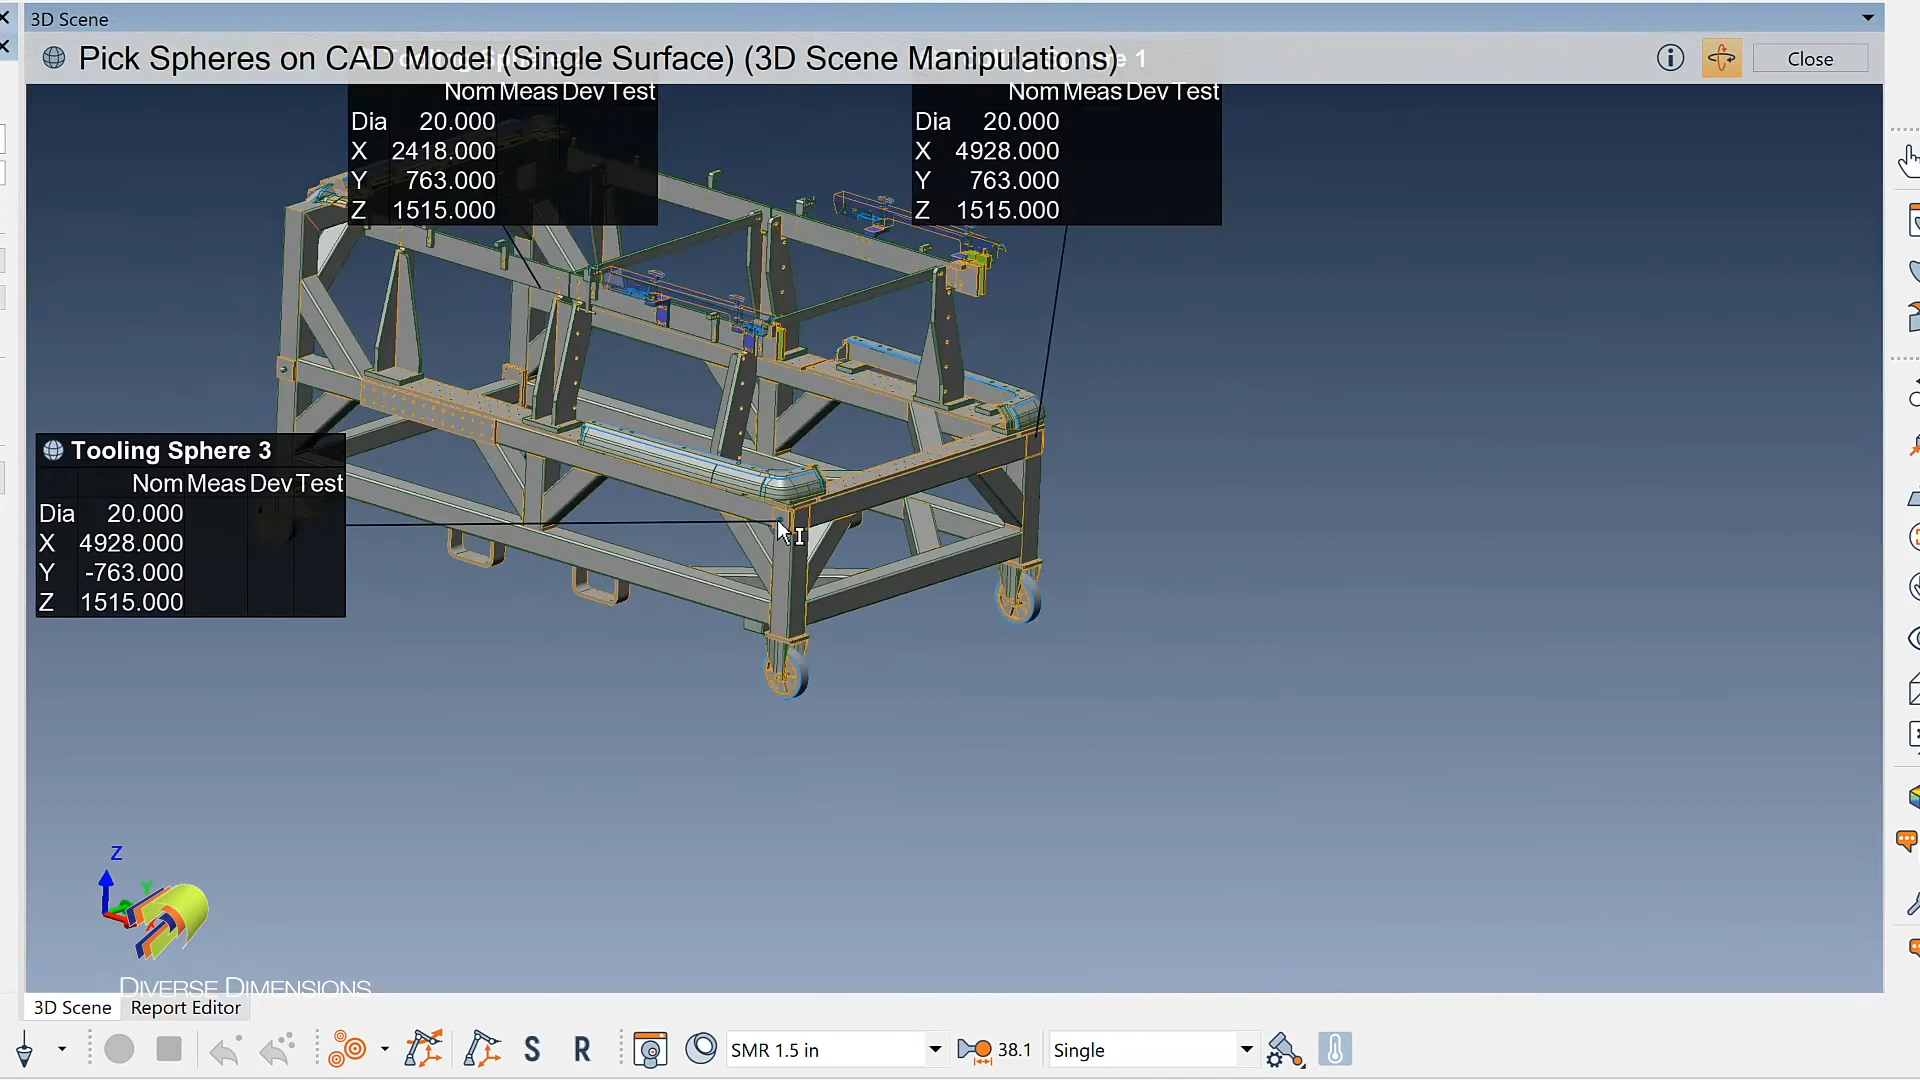 3D Scene
Pick Spheres on CAD Model (Single Surface) (3D Scene Manipulations)
1
Close
Nom Meas Dev Test
Dia 20.000
X 2418.000
Y 763.000
Z 1515.000
Nom Meas Dev Test
Dia 20.000
X 4928.000
Y 763.000
Z 1515.000
Tooling Sphere 3
Nom Meas Dev Test
Dia 20.000
X 4928.000
Y -763.000
Z 1515.000
Z
Y
DIVERSE DIMENSIONS
3D Scene Report Editor
S R SMR 1.5 in 38.1 Single